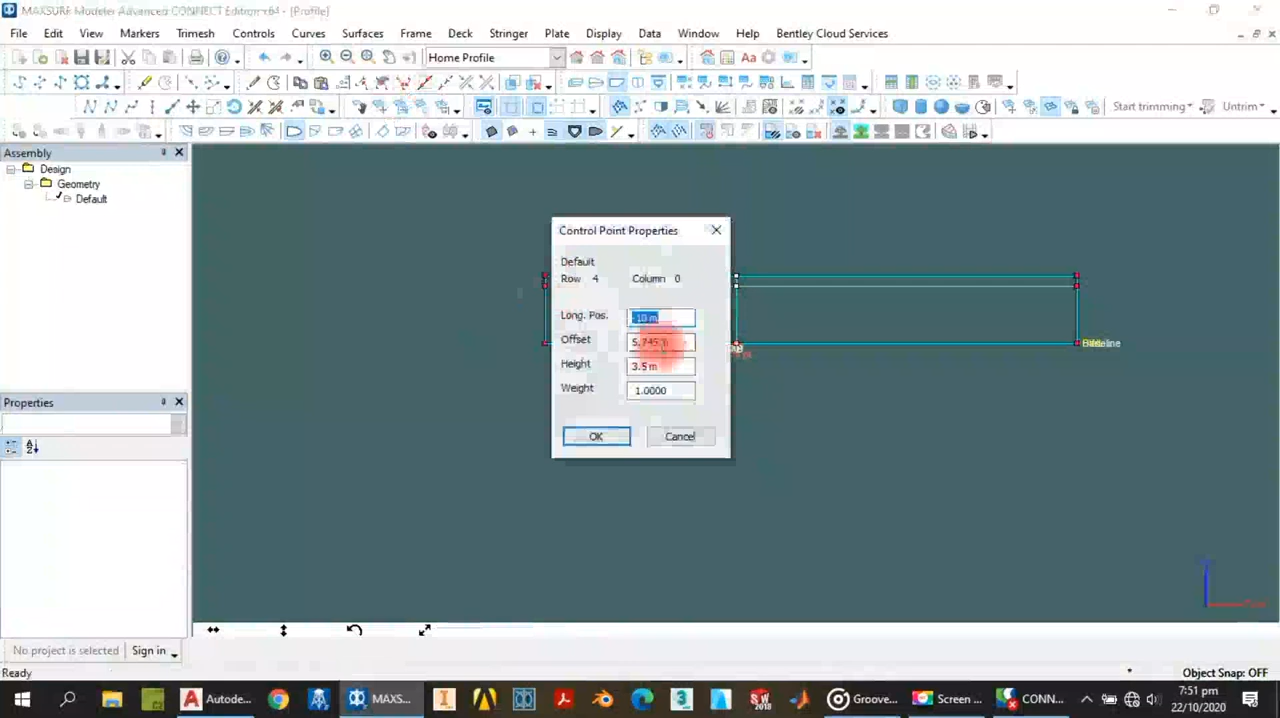 MAXSURF Modeler Advanced CONNECT Edition x64 - [Profile]
File Edit View Markers Trimesh Controls Curves Surfaces Frame Deck Stringer Plate Display Data Window Help Bentley Cloud Services
Home Profile
Aa
Start trimming Untrim
Assembly
Design
Geometry
Default
Properties
Control Point Properties
Default
Row 4 Column 0
Long. Pos. -10 m
Offset 5.745
Height 3.5 m
Weight 1.0000
OK Cancel
No project is selected Sign in
Ready Object Snap: OFF
Autode... MAXS... Groove... Screen ... CONN... 7:51 pm
22/10/2020